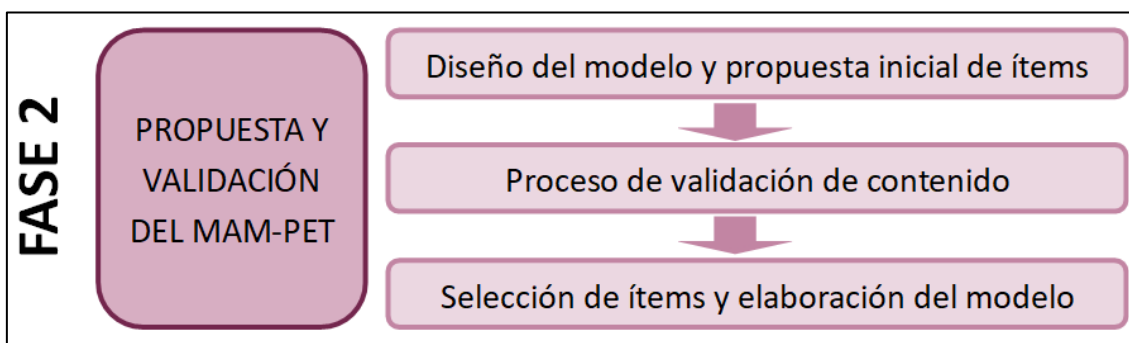 FASE 2
PROPUESTA Y
VALIDACIÓN
DEL MAM-PET
Diseño del modelo y propuesta inicial de ítems
Proceso de validación de contenido
Selección de ítems y elaboración del modelo